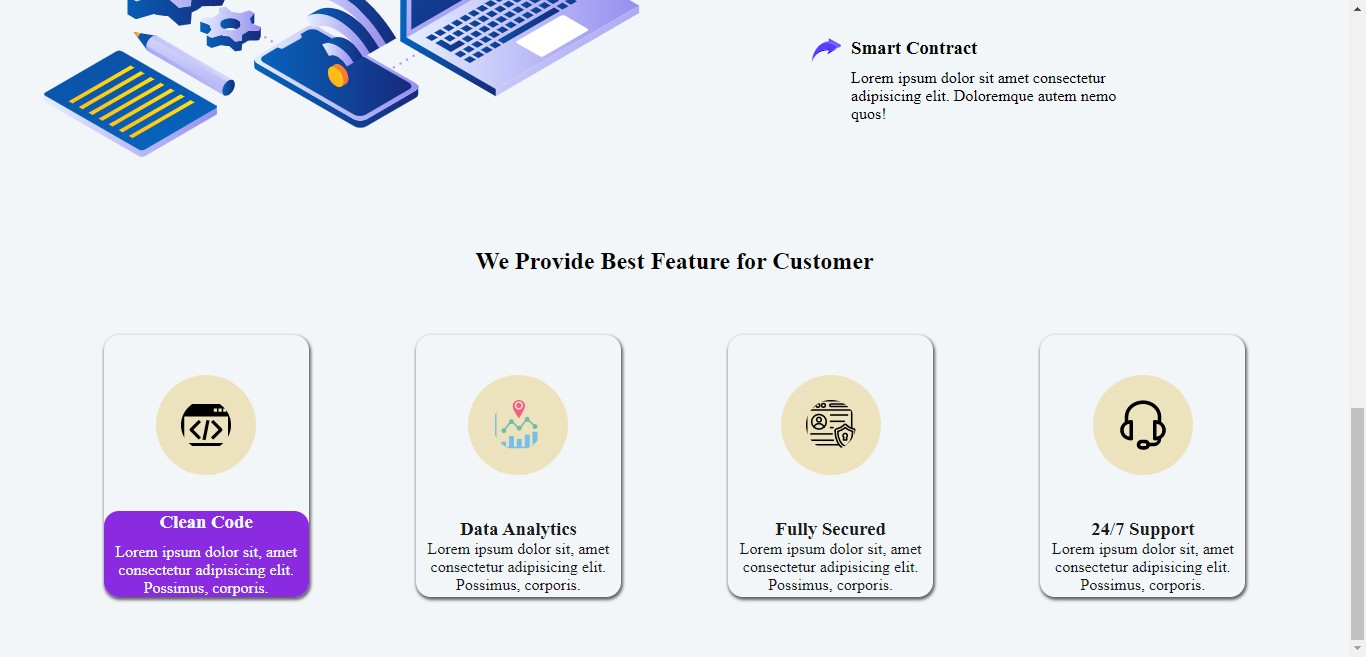 Smart Contract
Lorem ipsum dolor sit amet consectetur
adipisicing elit. Doloremque autem nemo
quos!
We Provide Best Feature for Customer
Clean Code
Lorem ipsum dolor sit, amet
consectetur adipisicing elit.
Possimus, corporis.
Data Analytics
Lorem ipsum dolor sit, amet
consectetur adipisicing elit.
Possimus, corporis.
Fully Secured
Lorem ipsum dolor sit, amet
consectetur adipisicing elit.
Possimus, corporis.
24/7 Support
Lorem ipsum dolor sit, amet
consectetur adipisicing elit.
Possimus, corporis.